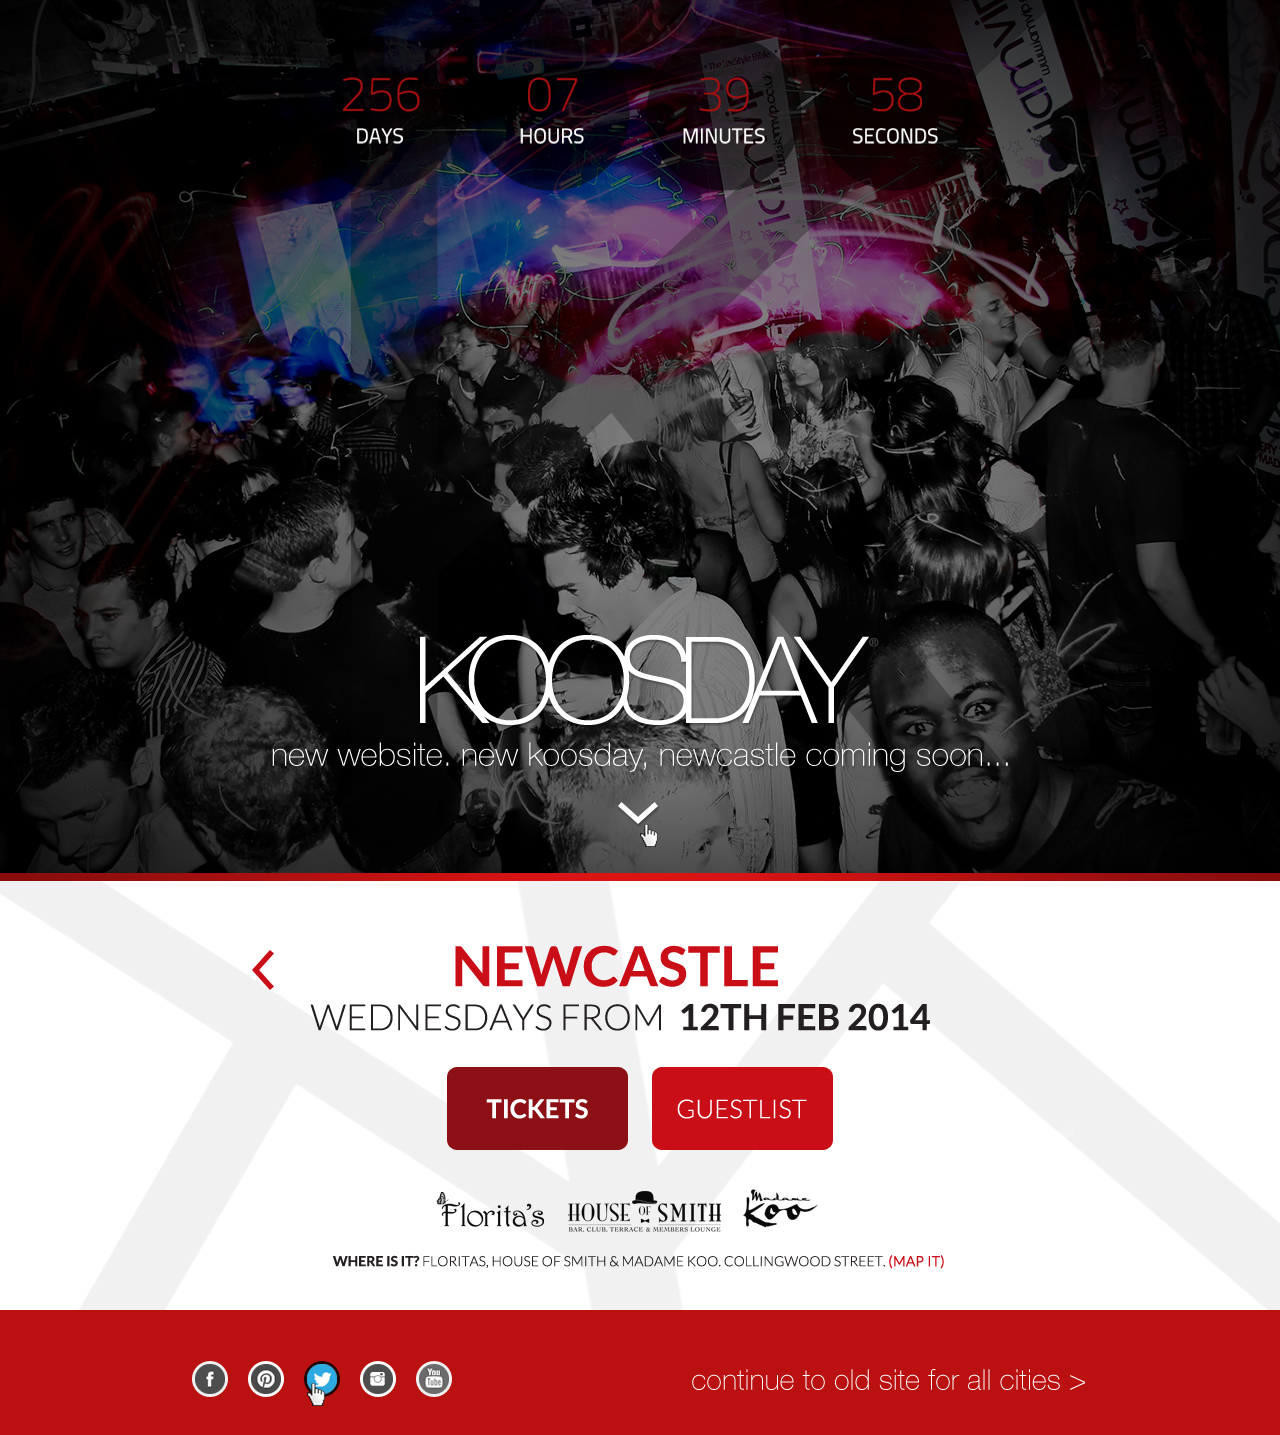 256 07 39 58
DAYS HOURS MINUTES SECONDS
KOOSDAY®
new website. new koosday, newcastle coming soon...
NEWCASTLE
WEDNESDAYS FROM 12TH FEB 2014
TICKETS GUESTLIST
Florita's HOUSE OF SMITH Madame Koo
BAR, CLUB, TERRACE & MEMBERS LOUNGE
WHERE IS IT? FLORITAS, HOUSE OF SMITH & MADAME KOO. COLLINGWOOD STREET. (MAP IT)
You Tube
continue to old site for all cities >